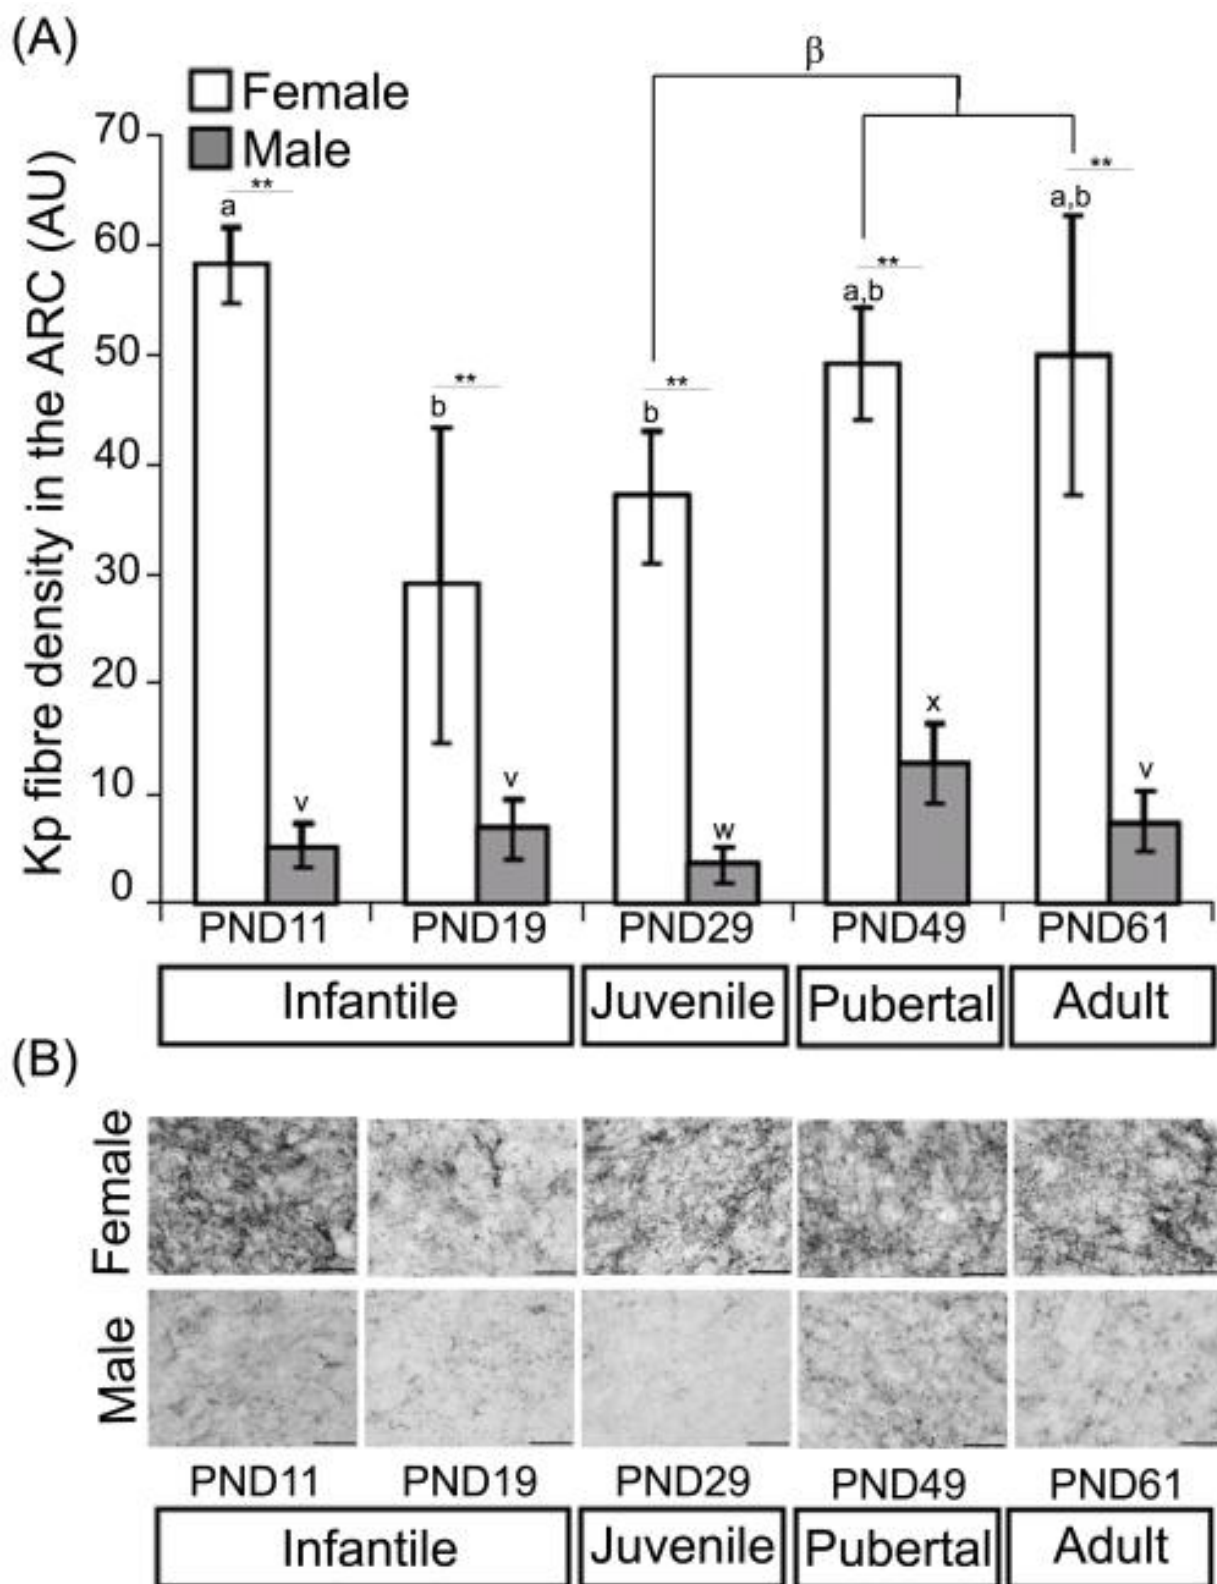 (A)
β
Female
Male
Kp fibre density in the ARC (AU)
70
60
50
40
30
20
10
0
** ** ** ** **
a b b a,b a,b
v v w x v
PND11 PND19 PND29 PND49 PND61
Infantile Juvenile Pubertal Adult
(B)
Female
Male
PND11 PND19 PND29 PND49 PND61
Infantile Juvenile Pubertal Adult